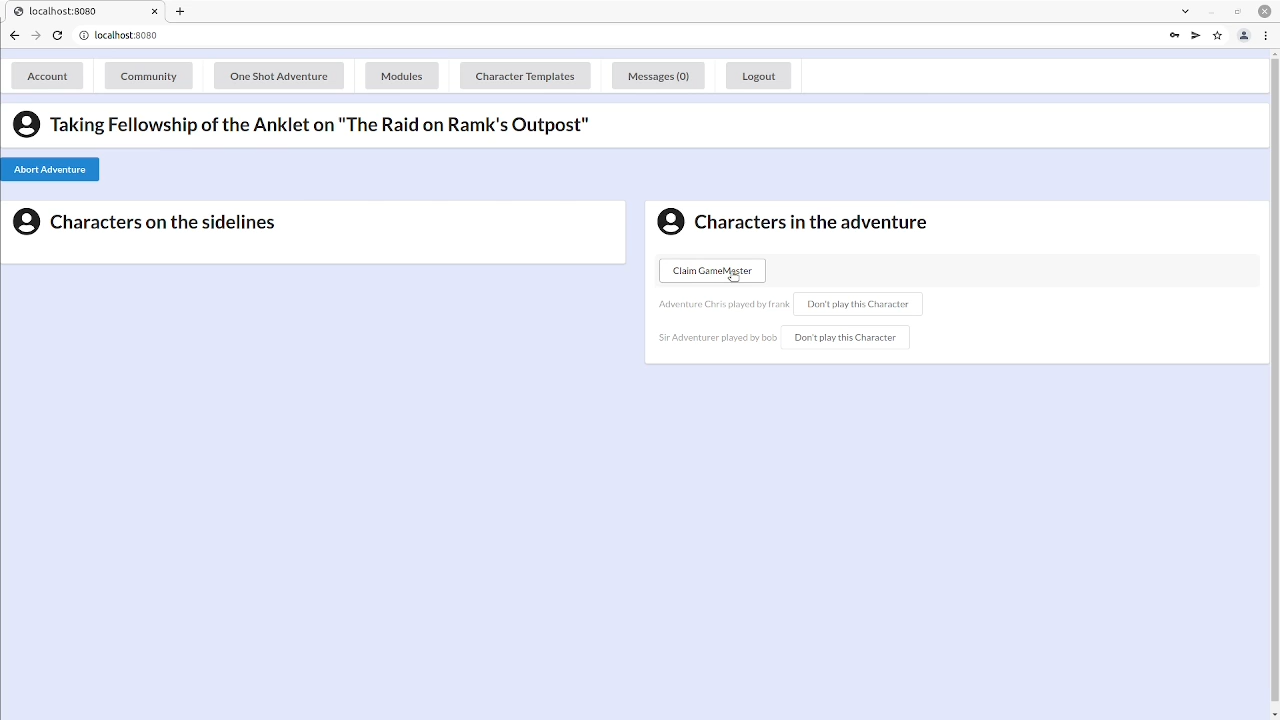 localhost:8080
localhost:8080
Account Community One Shot Adventure Modules Character Templates Messages (0) Logout
Taking Fellowship of the Anklet on "The Raid on Ramk's Outpost"
Abort Adventure
Characters on the sidelines
Characters in the adventure
Claim GameMaster
Adventure Chris played by frank Don't play this Character
Sir Adventurer played by bob Don't play this Character